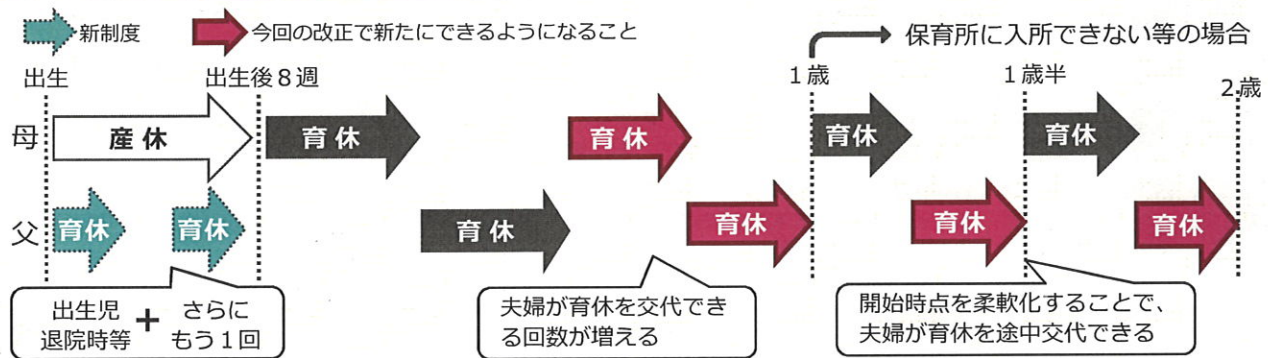 新制度
今回の改正で新たにできるようになること
保育所に入所できない等の場合
出生
出生後8週
1歳
1歳半
2歳
母
産休
育休
育休
育休
育休
父
育休
育休
育休
育休
育休
育休
出生児
退院時等
+
さらに
もう1回
夫婦が育休を交代でき
る回数が増える
開始時点を柔軟化することで、
夫婦が育休を途中交代できる